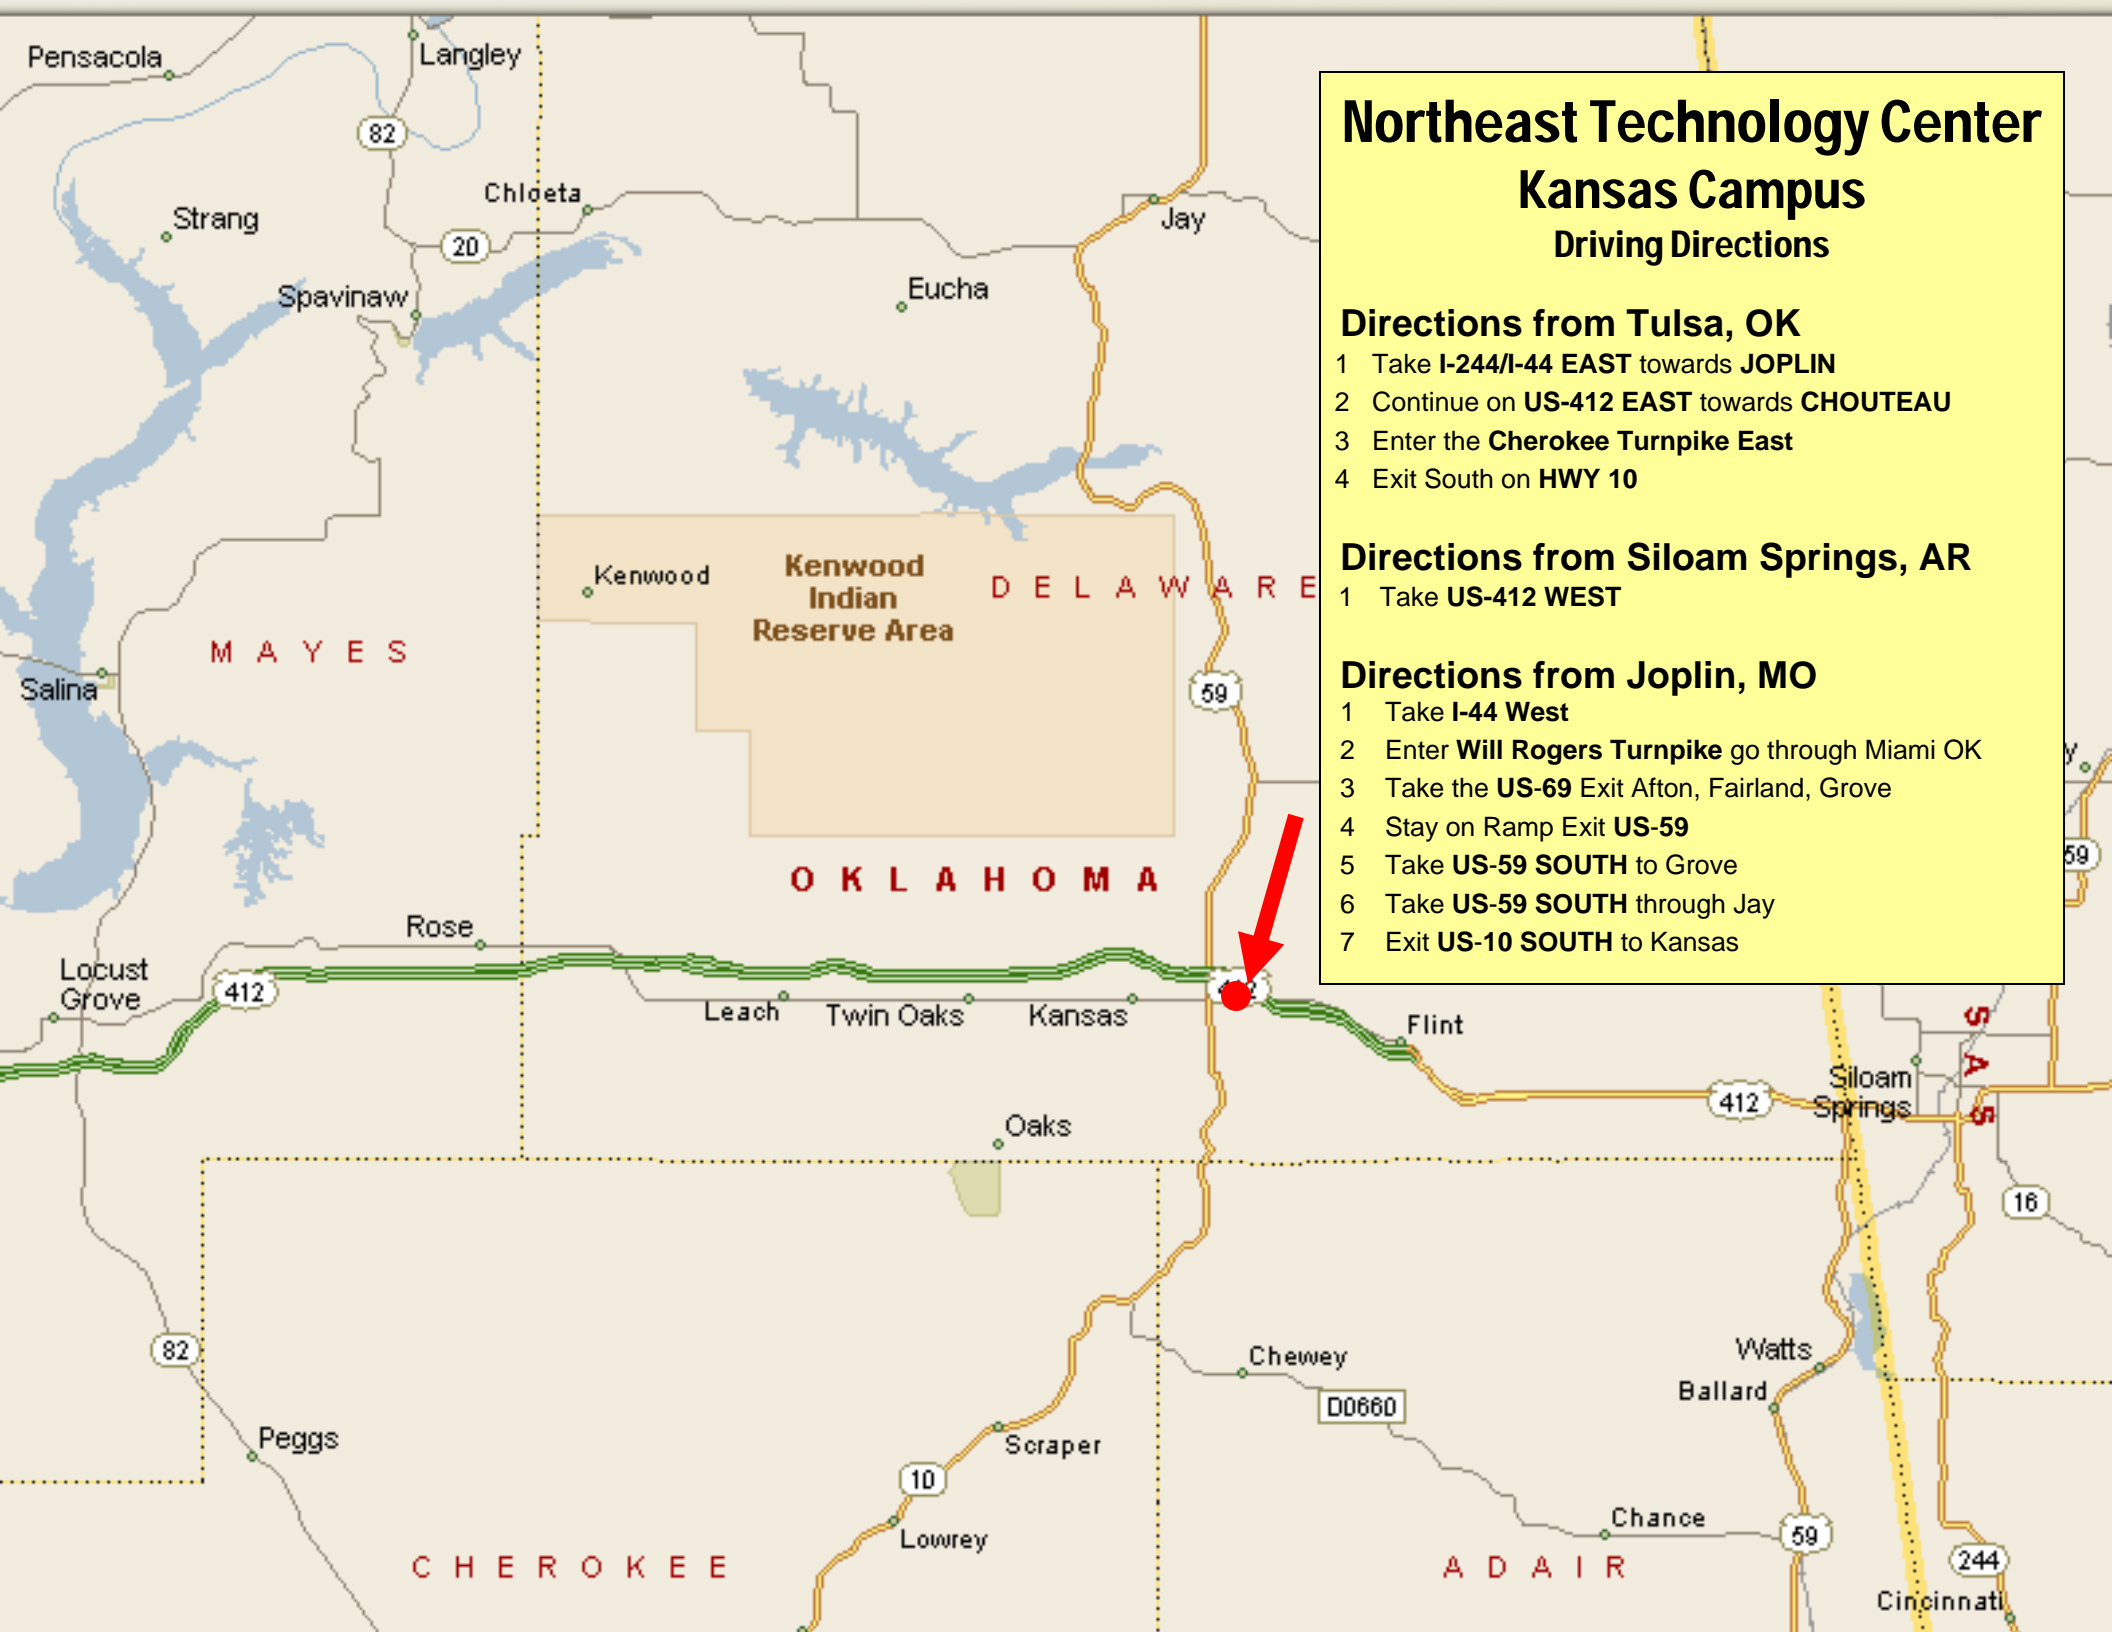 Northeast Technology Center
Kansas Campus
Driving Directions
Directions from Tulsa, OK
1 Take I-244/I-44 EAST towards JOPLIN
2 Continue on US-412 EAST towards CHOUTEAU
3 Enter the Cherokee Turnpike East
4 Exit South on HWY 10
Directions from Siloam Springs, AR
1 Take US-412 WEST
Directions from Joplin, MO
1 Take I-44 West
2 Enter Will Rogers Turnpike go through Miami OK
3 Take the US-69 Exit Afton, Fairland, Grove
4 Stay on Ramp Exit US-59
5 Take US-59 SOUTH to Grove
6 Take US-59 SOUTH through Jay
7 Exit US-10 SOUTH to Kansas
Pensacola
Langley
82
Chloeta
Strang
20
Jay
Spavinaw
Eucha
Kenwood
Kenwood
Indian
Reserve Area
DELAWARE
MAYES
Salina
59
59
OKLAHOMA
Rose
Locust
Grove
412
Leach
Twin Oaks
Kansas
Flint
S
A
S
Siloam
Springs
412
Oaks
16
82
Chewey
Watts
Ballard
D0660
Peggs
Scraper
10
Lowrey
Chance
59
CHEROKEE
ADAIR
244
Cincinnati